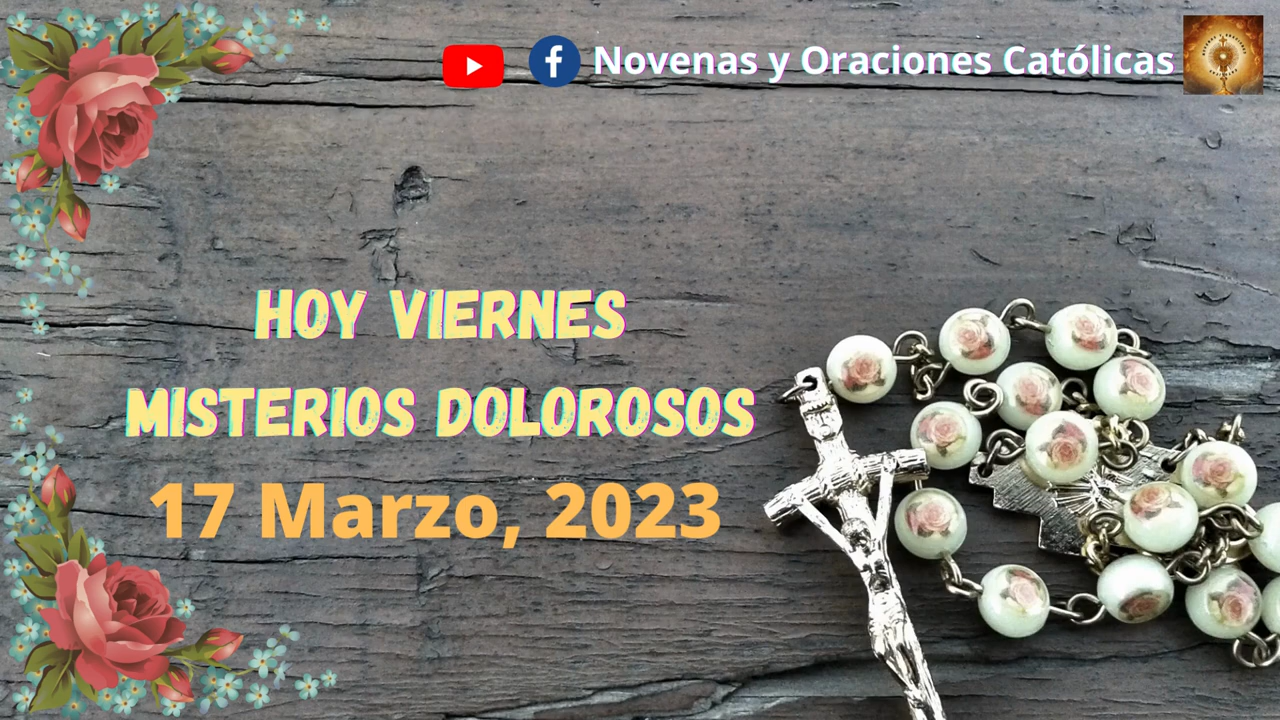 Novenas y Oraciones Católicas
HOY VIERNES
MISTERIOS DOLOROSOS
17 Marzo, 2023